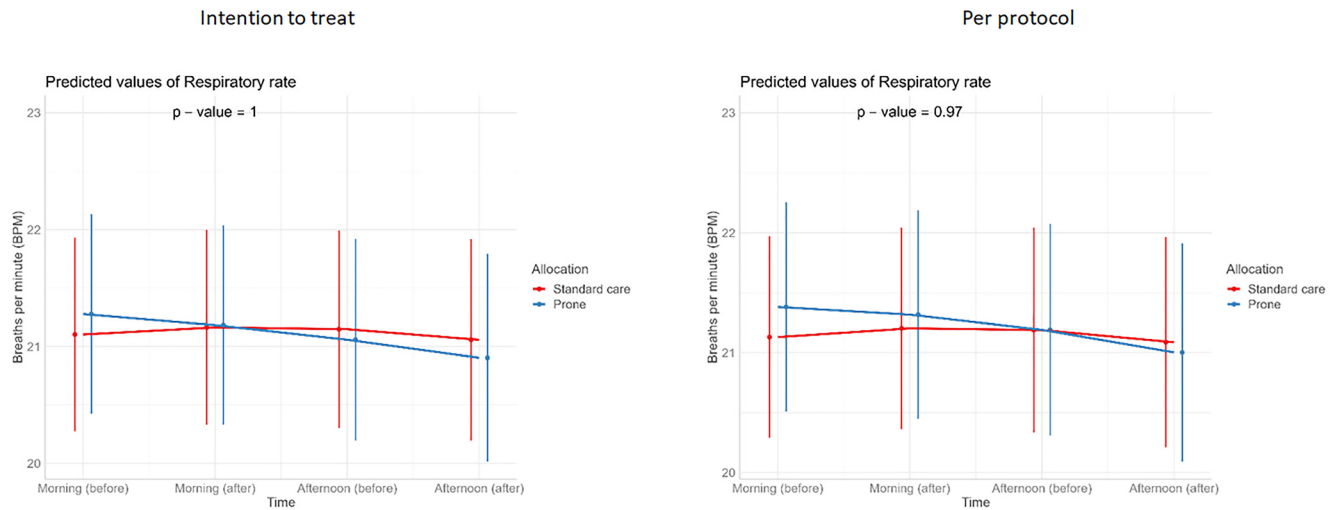 Intention to treat
Predicted values of Respiratory rate
p – value = 1
23
22
21
20
Breaths per minute (BPM)
Morning (before)
Morning (after)
Afternoon (before)
Afternoon (after)
Time
Allocation
Standard care
Prone
Per protocol
Predicted values of Respiratory rate
p – value = 0.97
23
22
21
20
Breaths per minute (BPM)
Morning (before)
Morning (after)
Afternoon (before)
Afternoon (after)
Time
Allocation
Standard care
Prone